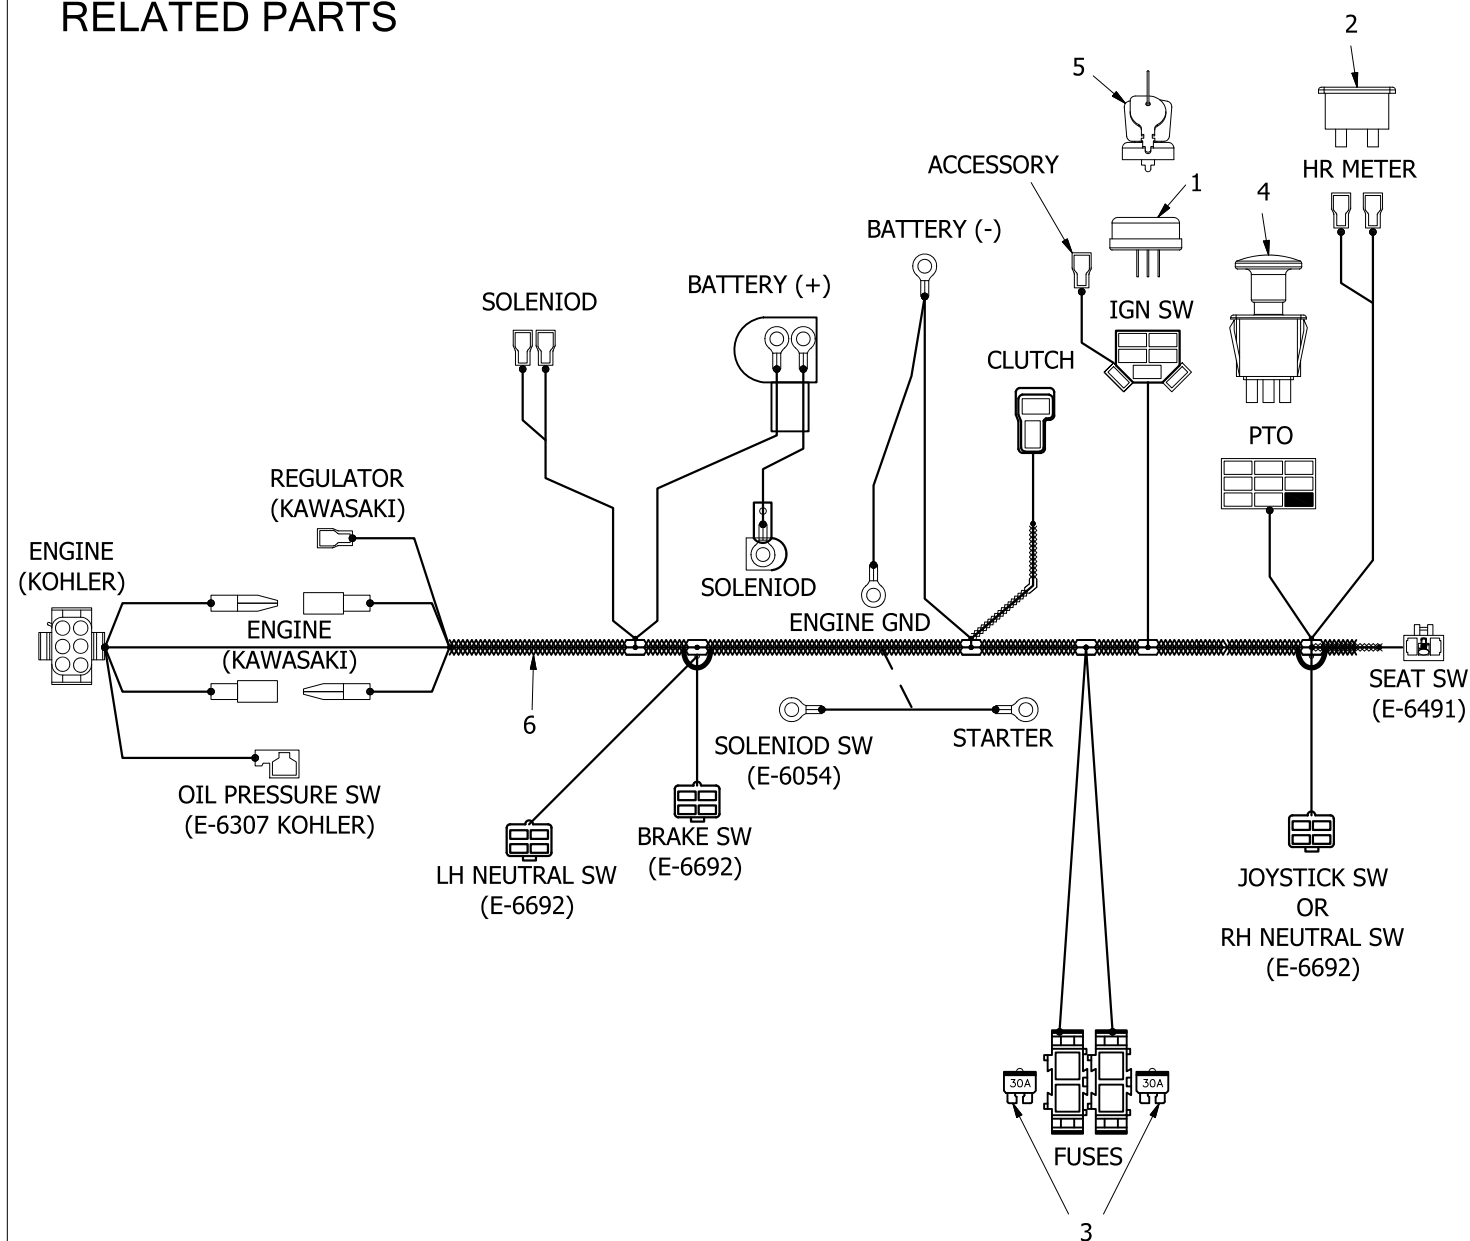 RELATED PARTS
2
5
ACCESSORY
HR METER
1
4
BATTERY (-)
BATTERY (+)
SOLENIOD
IGN SW
CLUTCH
PTO
REGULATOR
(KAWASAKI)
ENGINE
(KOHLER)
SOLENIOD
ENGINE GND
ENGINE
(KAWASAKI)
SEAT SW
(E-6491)
6
SOLENIOD SW
(E-6054)
STARTER
OIL PRESSURE SW
(E-6307 KOHLER)
BRAKE SW
(E-6692)
LH NEUTRAL SW
(E-6692)
JOYSTICK SW
OR
RH NEUTRAL SW
(E-6692)
30A
30A
FUSES
3